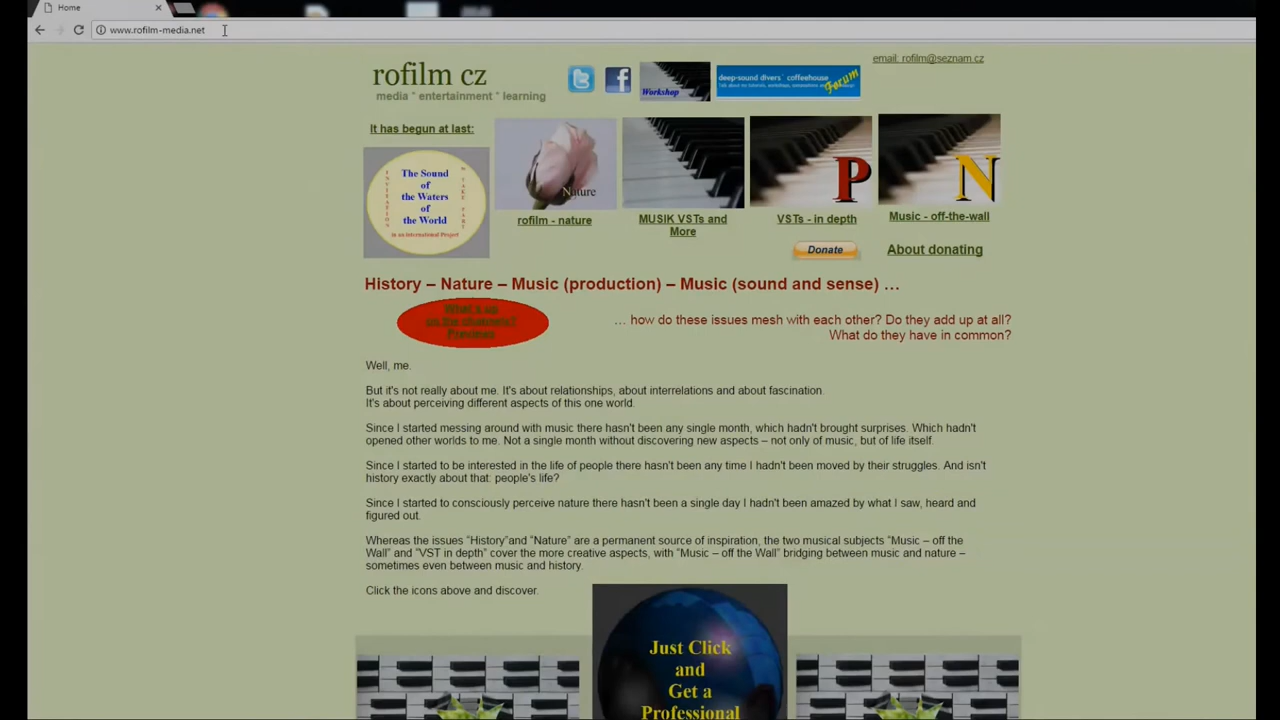 Home
www.rofilm-media.net
email: rofilm@seznam.cz
rofilm cz
media * entertainment * learning
Workshop
deep-sound divers´ coffeehouse
Forum
It has begun at last:
The Sound
of
the Waters
of
the World
INVITATION
TAKE PART
in an International Project
Nature
P
N
rofilm - nature
MUSIK VSTs and
More
VSTs - in depth
Music - off-the-wall
Donate
About donating
History – Nature – Music (production) – Music (sound and sense) …
What's up
on the channels?
Previews
… how do these issues mesh with each other? Do they add up at all?
What do they have in common?
Well, me.
But it's not really about me. It's about relationships, about interrelations and about fascination.
It's about perceiving different aspects of this one world.
Since I started messing around with music there hasn't been any single month, which hadn't brought surprises. Which hadn't
opened other worlds to me. Not a single month without discovering new aspects – not only of music, but of life itself.
Since I started to be interested in the life of people there hasn't been any time I hadn't been moved by their struggles. And isn't
history exactly about that: people's life?
Since I started to consciously perceive nature there hasn't been a single day I hadn't been amazed by what I saw, heard and
figured out.
Whereas the issues “History”and “Nature” are a permanent source of inspiration, the two musical subjects “Music – off the
Wall” and “VST in depth” cover the more creative aspects, with “Music – off the Wall” bridging between music and nature –
sometimes even between music and history.
Click the icons above and discover.
Just Click
and
Get a
Professional